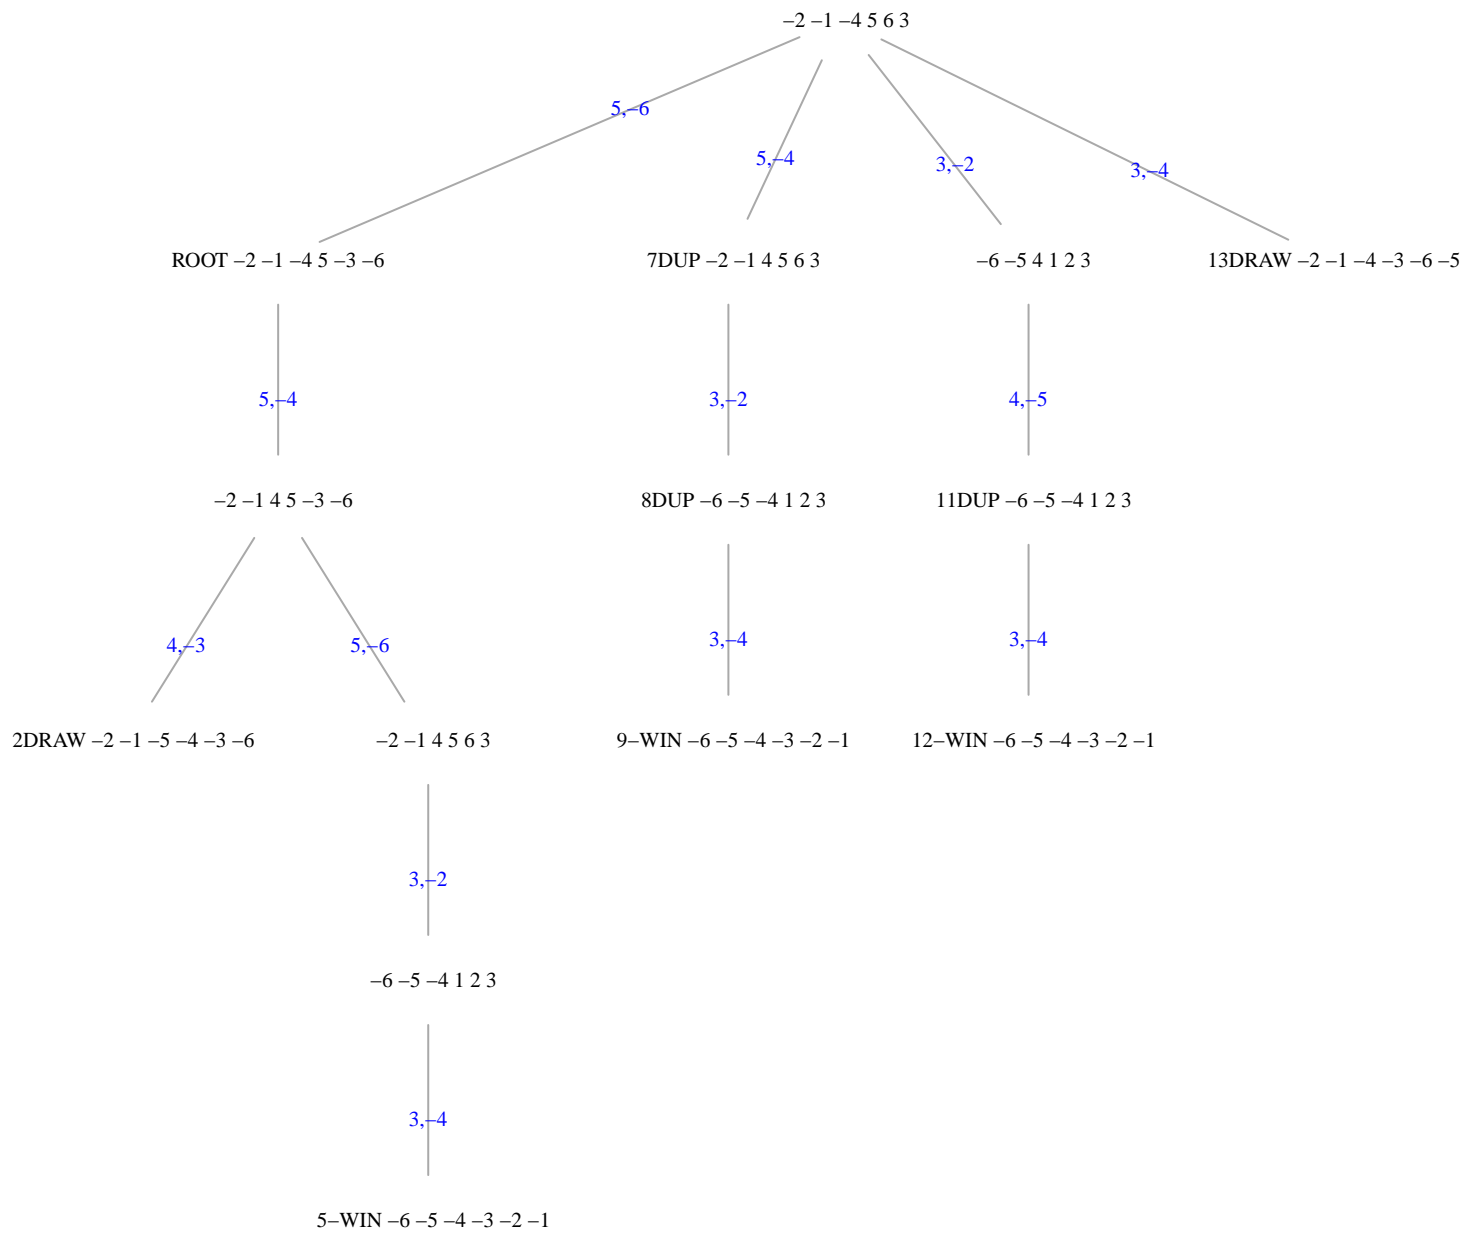 –2 –1 –4 5 6 3
5,–6
5,–4
3,–2
3,–4
ROOT –2 –1 –4 5 –3 –6
7DUP –2 –1 4 5 6 3
–6 –5 4 1 2 3
13DRAW –2 –1 –4 –3 –6 –5
5,–4
3,–2
4,–5
–2 –1 4 5 –3 –6
8DUP –6 –5 –4 1 2 3
11DUP –6 –5 –4 1 2 3
4,–3
5,–6
3,–4
3,–4
2DRAW –2 –1 –5 –4 –3 –6
–2 –1 4 5 6 3
9–WIN –6 –5 –4 –3 –2 –1
12–WIN –6 –5 –4 –3 –2 –1
3,–2
–6 –5 –4 1 2 3
3,–4
5–WIN –6 –5 –4 –3 –2 –1